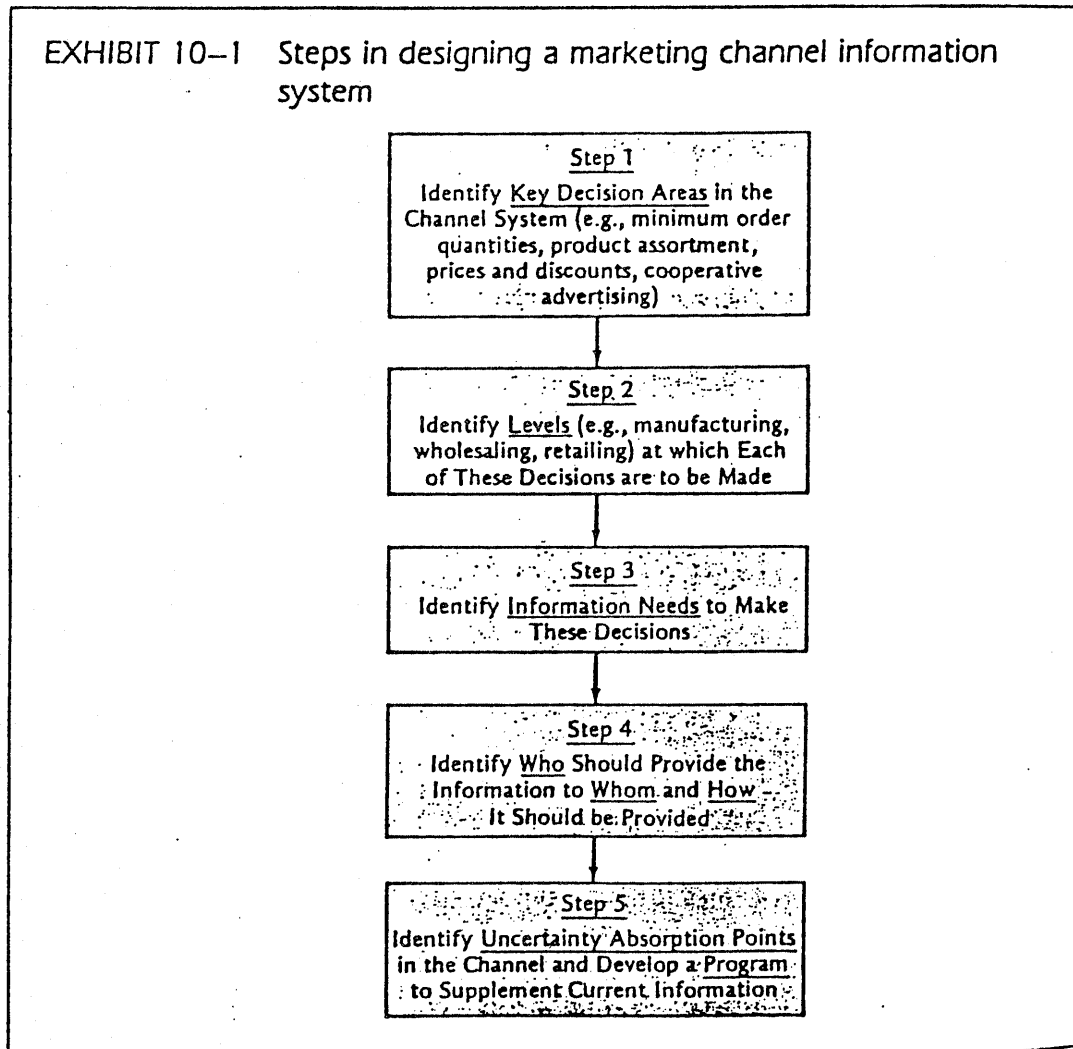 EXHIBIT 10–1 Steps in designing a marketing channel information
system
Step 1
Identify Key Decision Areas in the
Channel System (e.g., minimum order
quantities, product assortment,
prices and discounts, cooperative
advertising)
Step 2
Identify Levels (e.g., manufacturing,
wholesaling, retailing) at which Each
of These Decisions are to be Made
Step 3
Identify Information Needs to Make
These Decisions
Step 4
Identify Who Should Provide the
Information to Whom and How
It Should be Provided
Step 5
Identify Uncertainty Absorption Points
in the Channel and Develop a Program
to Supplement Current Information